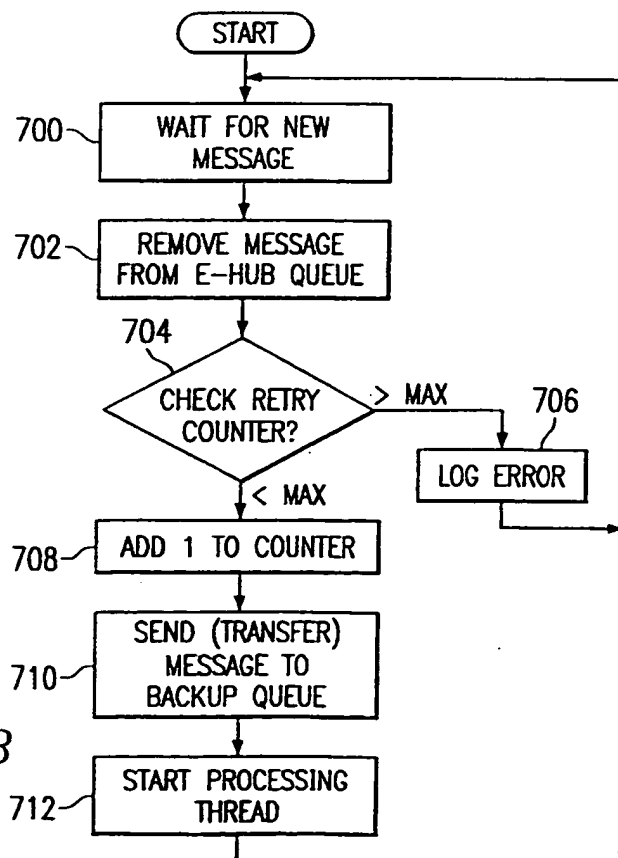 START
700
WAIT FOR NEW
MESSAGE
702
REMOVE MESSAGE
FROM E-HUB QUEUE
704
CHECK RETRY
COUNTER?
> MAX
706
LOG ERROR
< MAX
708
ADD 1 TO COUNTER
710
SEND (TRANSFER)
MESSAGE TO
BACKUP QUEUE
712
START PROCESSING
THREAD